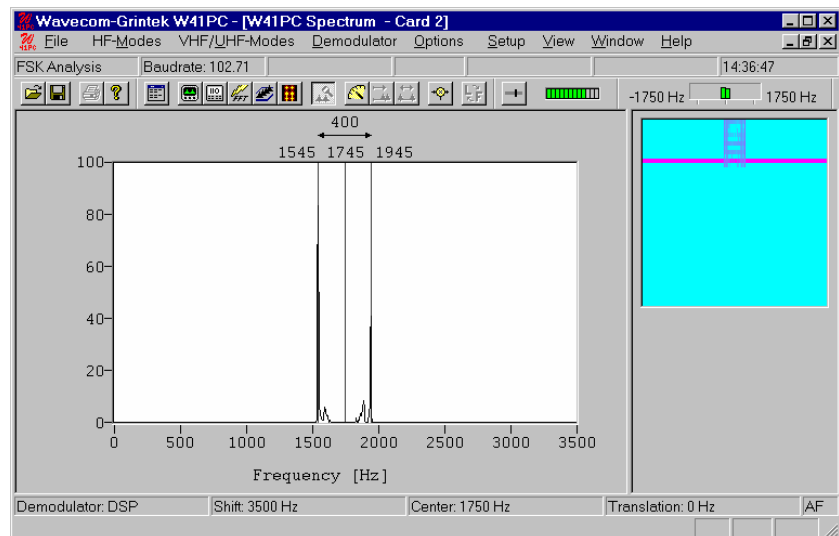 Wavecom-Grintek W41PC - [W41PC Spectrum - Card 2]
File HF-Modes VHF/UHF-Modes Demodulator Options Setup View Window Help
FSK Analysis Baudrate: 102.71 14:36:47
-1750 Hz 1750 Hz
400
1545 1745 1945
100
80
60
40
20
0
0 500 1000 1500 2000 2500 3000 3500
Frequency [Hz]
Demodulator: DSP Shift: 3500 Hz Center: 1750 Hz Translation: 0 Hz AF